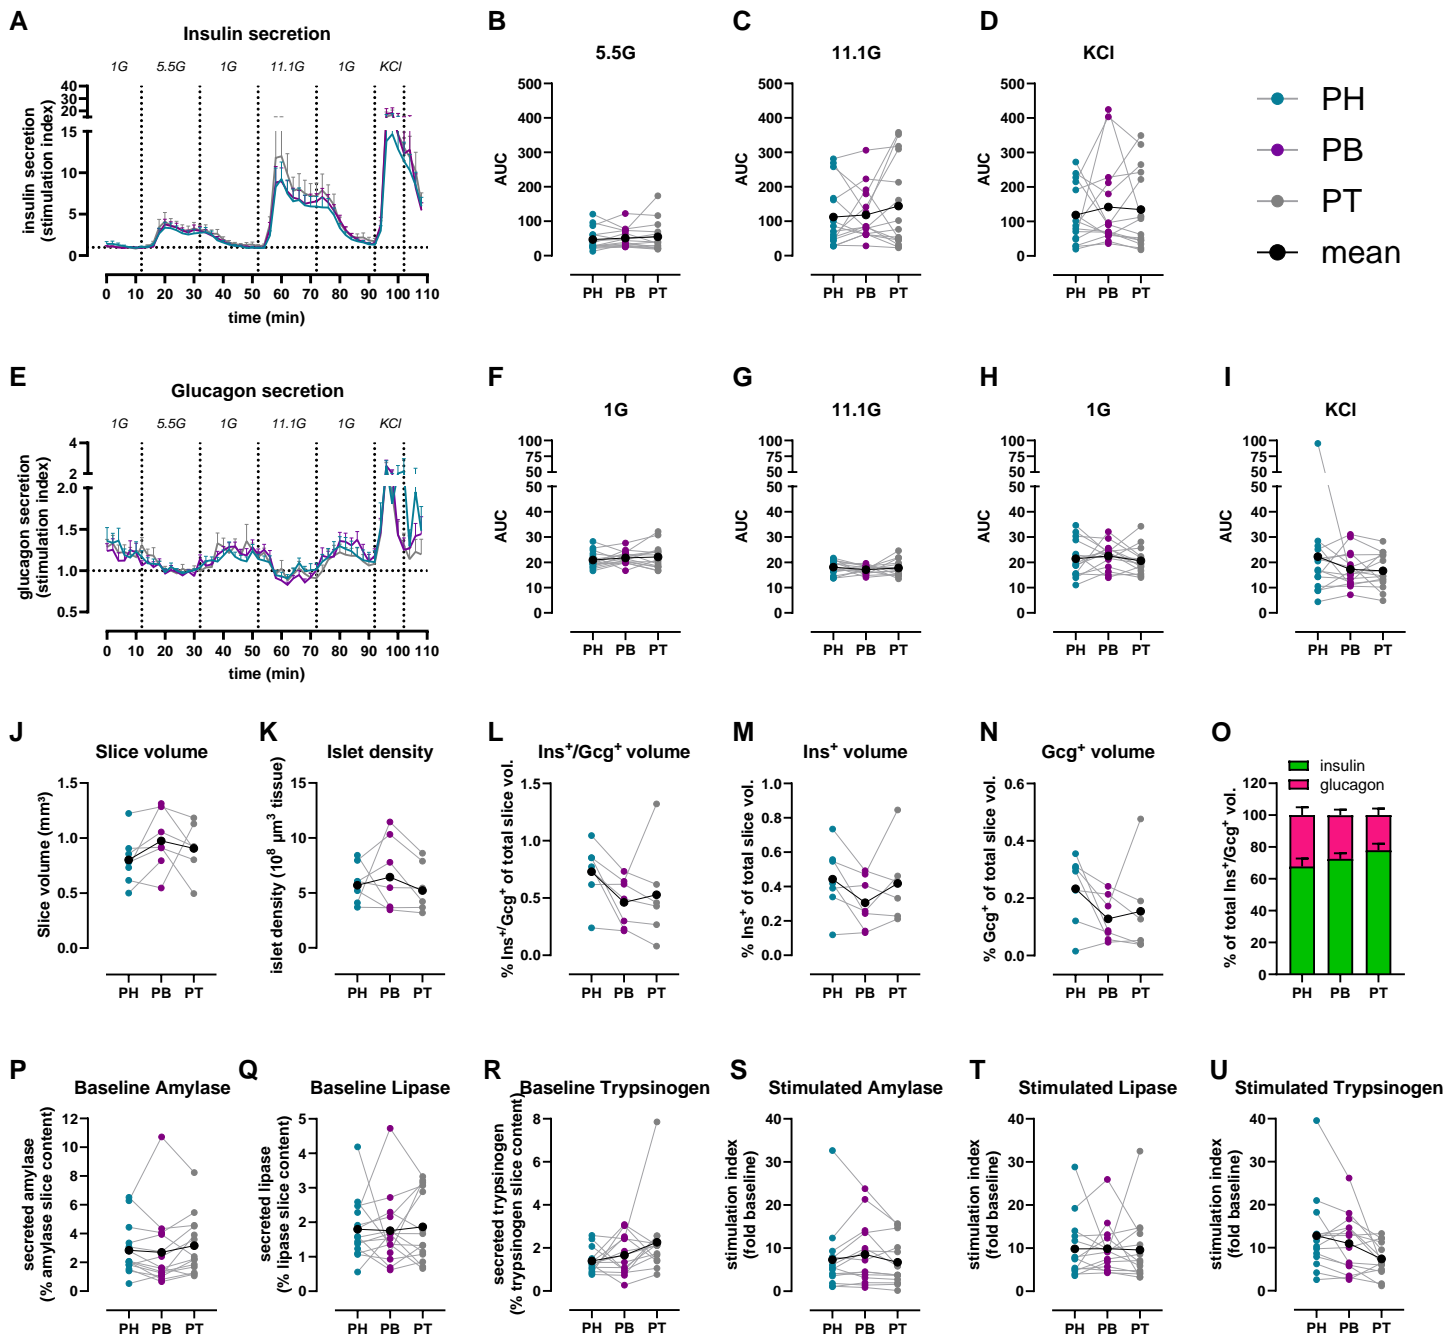 A
Insulin secretion
1G 5.5G 1G 11.1G 1G KCl
insulin secretion
(stimulation index)
40
30
20
15
10
5
0
0 10 20 30 40 50 60 70 80 90 100 110
time (min)
B
5.5G
AUC
500
400
300
200
100
0
PH PB PT
C
11.1G
AUC
500
400
300
200
100
0
PH PB PT
D
KCl
AUC
500
400
300
200
100
0
PH PB PT
PH
PB
PT
mean
E
Glucagon secretion
1G 5.5G 1G 11.1G 1G KCl
glucagon secretion
(stimulation index)
4
2
2.0
1.5
1.0
0.5
0 10 20 30 40 50 60 70 80 90 100 110
time (min)
F
1G
AUC
100
75
50
50
40
30
20
10
0
PH PB PT
G
11.1G
AUC
100
75
50
50
40
30
20
10
0
PH PB PT
H
1G
AUC
100
75
50
50
40
30
20
10
0
PH PB PT
I
KCl
AUC
100
75
50
50
40
30
20
10
0
PH PB PT
J
Slice volume
Slice volume (mm³)
1.5
1.0
0.5
0.0
PH PB PT
K
Islet density
islet density (10⁸ µm³ tissue)
15
10
5
0
PH PB PT
L
Ins⁺/Gcg⁺ volume
% Ins⁺/Gcg⁺ of total slice vol.
1.5
1.0
0.5
0.0
PH PB PT
M
Ins⁺ volume
% Ins⁺ of total slice vol.
1.0
0.8
0.6
0.4
0.2
0.0
PH PB PT
N
Gcg⁺ volume
% Gcg⁺ of total slice vol.
0.6
0.4
0.2
0.0
PH PB PT
O
insulin
glucagon
% of total Ins⁺/Gcg⁺ vol.
120
100
80
60
40
20
0
PH PB PT
P
Baseline Amylase
secreted amylase
(% amylase slice content)
12
10
8
6
4
2
0
PH PB PT
Q
Baseline Lipase
secreted lipase
(% lipase slice content)
5
4
3
2
1
0
PH PB PT
R
Baseline Trypsinogen
secreted trypsinogen
(% trypsinogen slice content)
8
6
4
2
0
PH PB PT
S
Stimulated Amylase
stimulation index
(fold baseline)
40
30
20
10
0
PH PB PT
T
Stimulated Lipase
stimulation index
(fold baseline)
40
30
20
10
0
PH PB PT
U
Stimulated Trypsinogen
stimulation index
(fold baseline)
40
30
20
10
0
PH PB PT